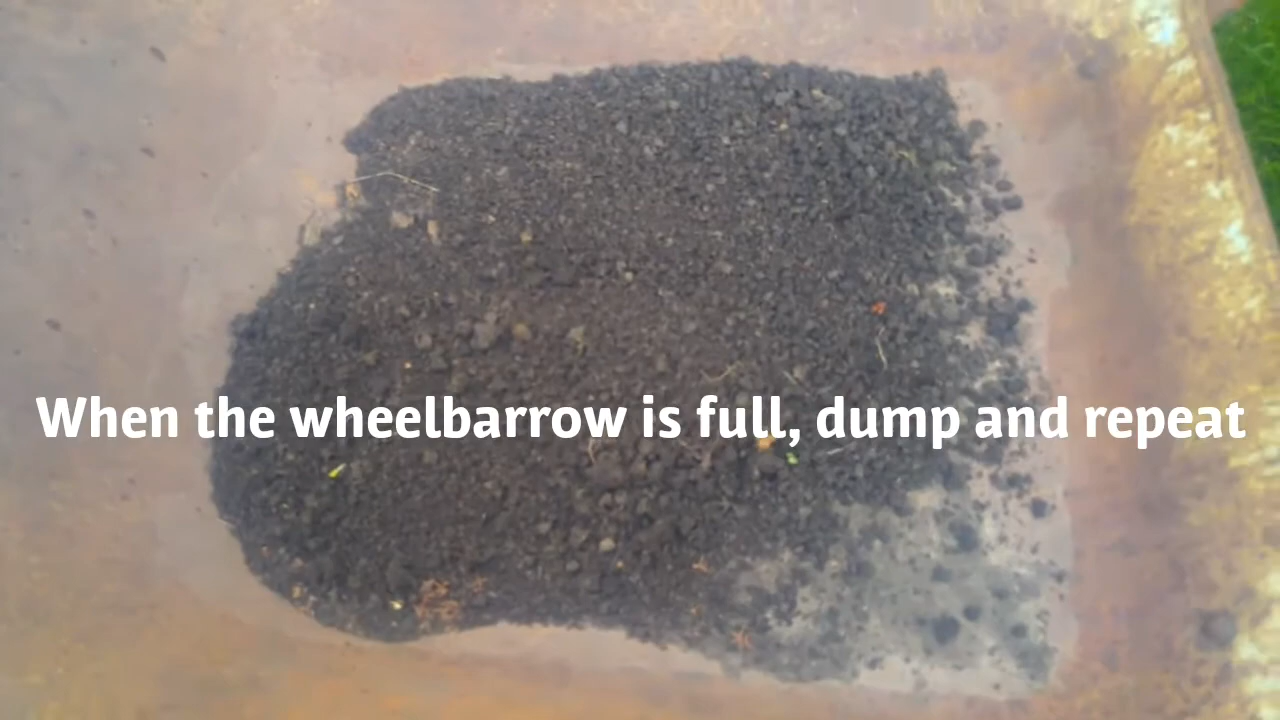 When the wheelbarrow is full, dump and repeat